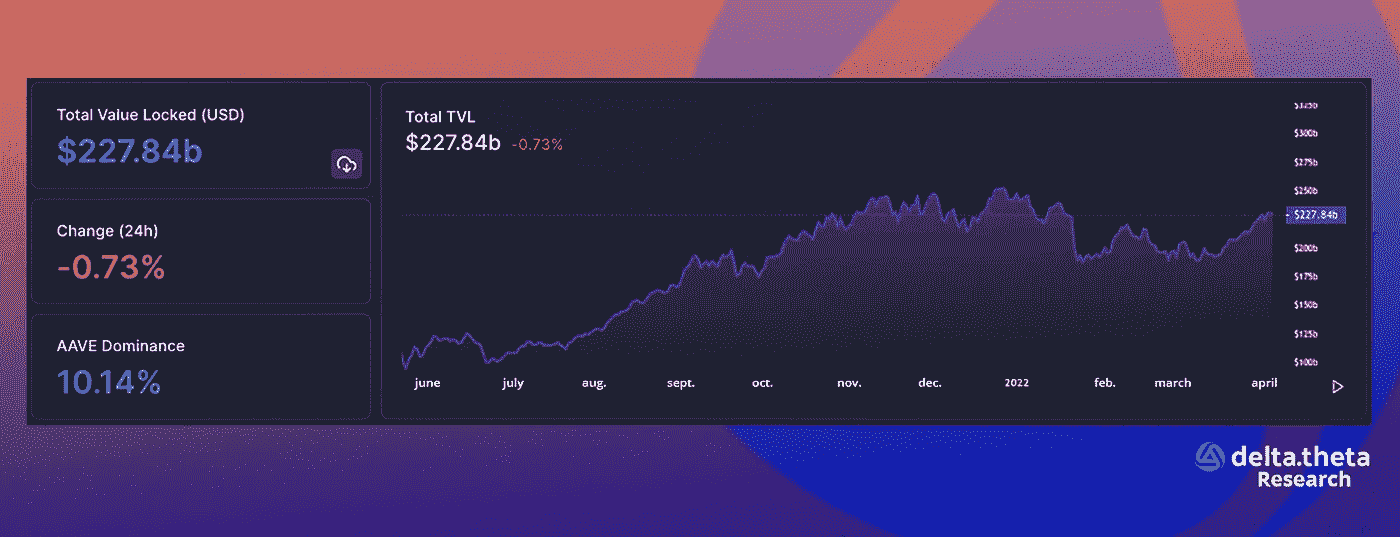 Total Value Locked (USD)
$227.84b
Change (24h)
-0.73%
AAVE Dominance
10.14%
Total TVL
$227.84b -0.73%
$325b
$300b
$275b
$250b
$227.84b
$200b
$175b
$150b
$125b
$100b
june july aug. sept. oct. nov. dec. 2022 feb. march april
delta.theta
Research